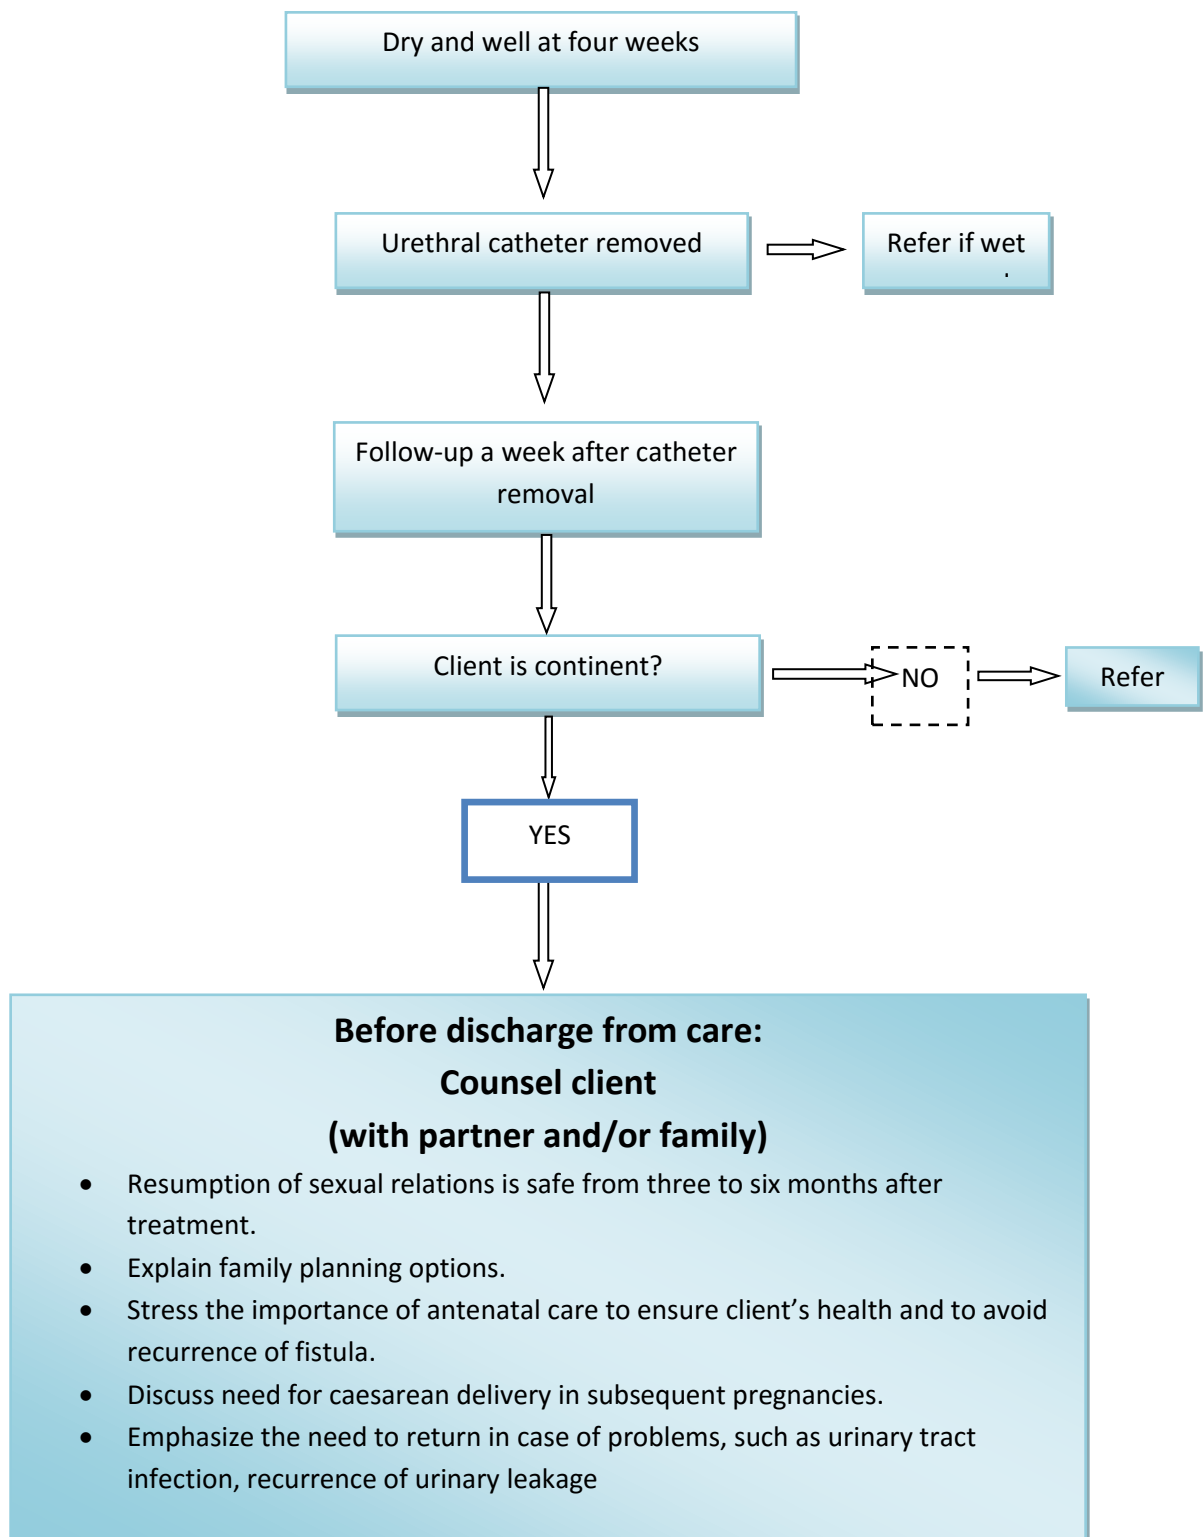 Dry and well at four weeks
Urethral catheter removed
Refer if wet
.
Follow-up a week after catheter
removal
Client is continent?
NO
Refer
YES
Before discharge from care:
Counsel client
(with partner and/or family)
• Resumption of sexual relations is safe from three to six months after
treatment.
• Explain family planning options.
• Stress the importance of antenatal care to ensure client’s health and to avoid
recurrence of fistula.
• Discuss need for caesarean delivery in subsequent pregnancies.
• Emphasize the need to return in case of problems, such as urinary tract
infection, recurrence of urinary leakage